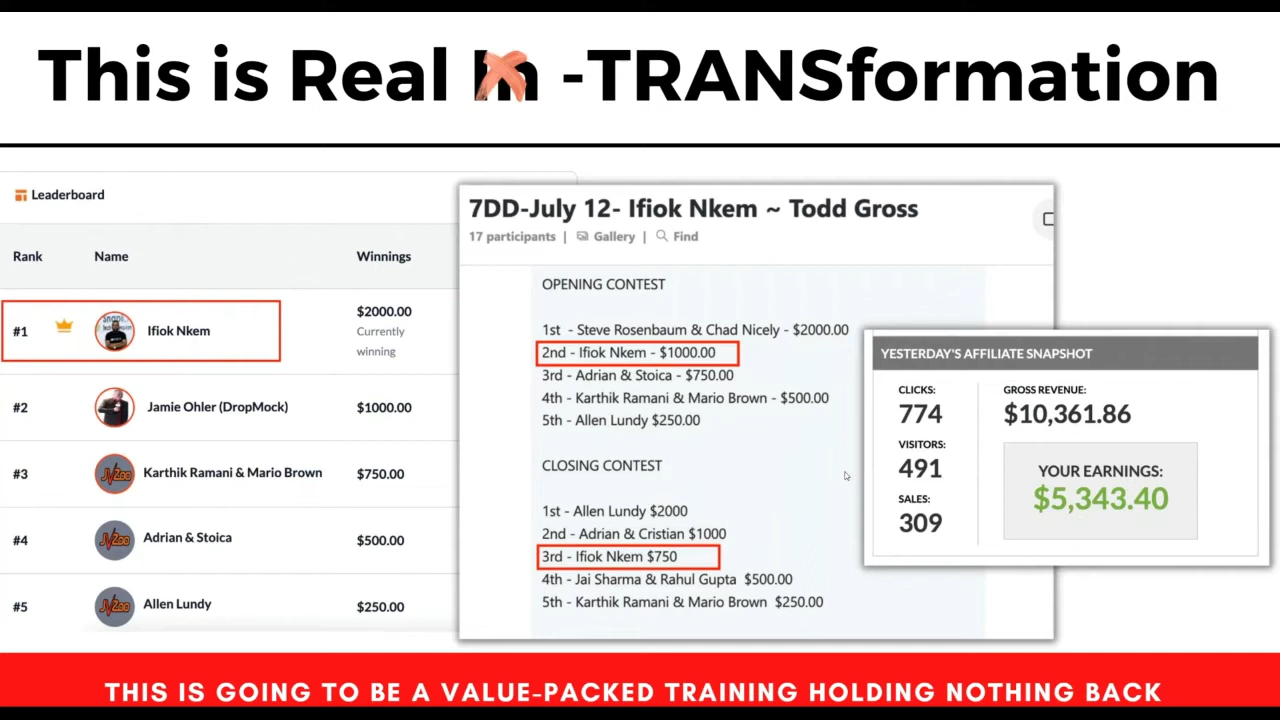 This is Real In -TRANSformation
Leaderboard
Rank Name Winnings
#1 Ifiok Nkem $2000.00
Currently
winning
#2 Jamie Ohler (DropMock) $1000.00
#3 Karthik Ramani & Mario Brown $750.00
#4 Adrian & Stoica $500.00
#5 Allen Lundy $250.00
JVZoo
JVZoo
JVZoo
7DD-July 12- Ifiok Nkem ~ Todd Gross
17 participants | Gallery | Find
OPENING CONTEST
1st - Steve Rosenbaum & Chad Nicely - $2000.00
2nd - Ifiok Nkem - $1000.00
3rd - Adrian & Stoica - $750.00
4th - Karthik Ramani & Mario Brown - $500.00
5th - Allen Lundy $250.00
CLOSING CONTEST
1st - Allen Lundy $2000
2nd - Adrian & Cristian $1000
3rd - Ifiok Nkem $750
4th - Jai Sharma & Rahul Gupta $500.00
5th - Karthik Ramani & Mario Brown $250.00
YESTERDAY'S AFFILIATE SNAPSHOT
CLICKS:
774
VISITORS:
491
SALES:
309
GROSS REVENUE:
$10,361.86
YOUR EARNINGS:
$5,343.40
THIS IS GOING TO BE A VALUE-PACKED TRAINING HOLDING NOTHING BACK